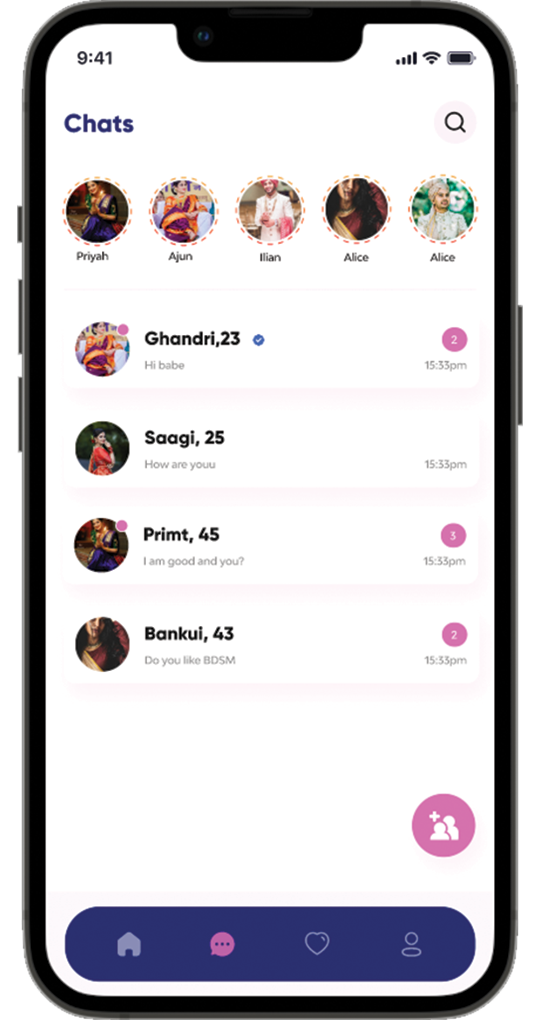 9:41
Chats
Priyah Ajun Ilian Alice Alice
Ghandri,23 2
Hi babe 15:33pm
Saagi, 25
How are youu 15:33pm
Primt, 45 3
I am good and you? 15:33pm
Bankui, 43 2
Do you like BDSM 15:33pm